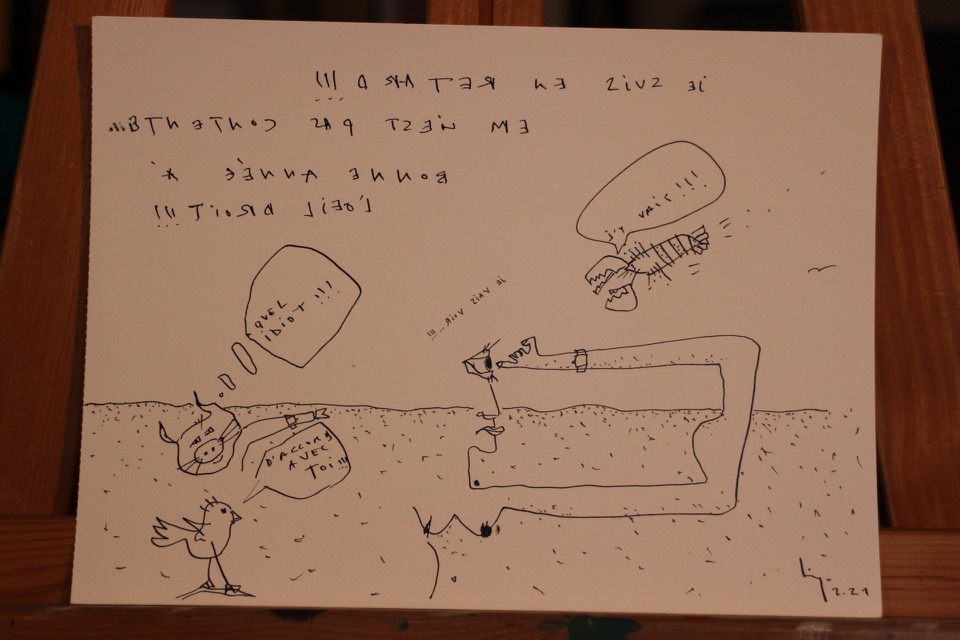 JE SUIS EN RETARD !!!
EM NEST PAS CONTENTE...
BONNE ANNÉE À
L'OEIL DROIT !!!
J'Y VAIS !!!
JE VAIS VOIR...!!!
QUEL
IDIOT !!!
D'ACCORD
AVEC
TOI !!!
2.21